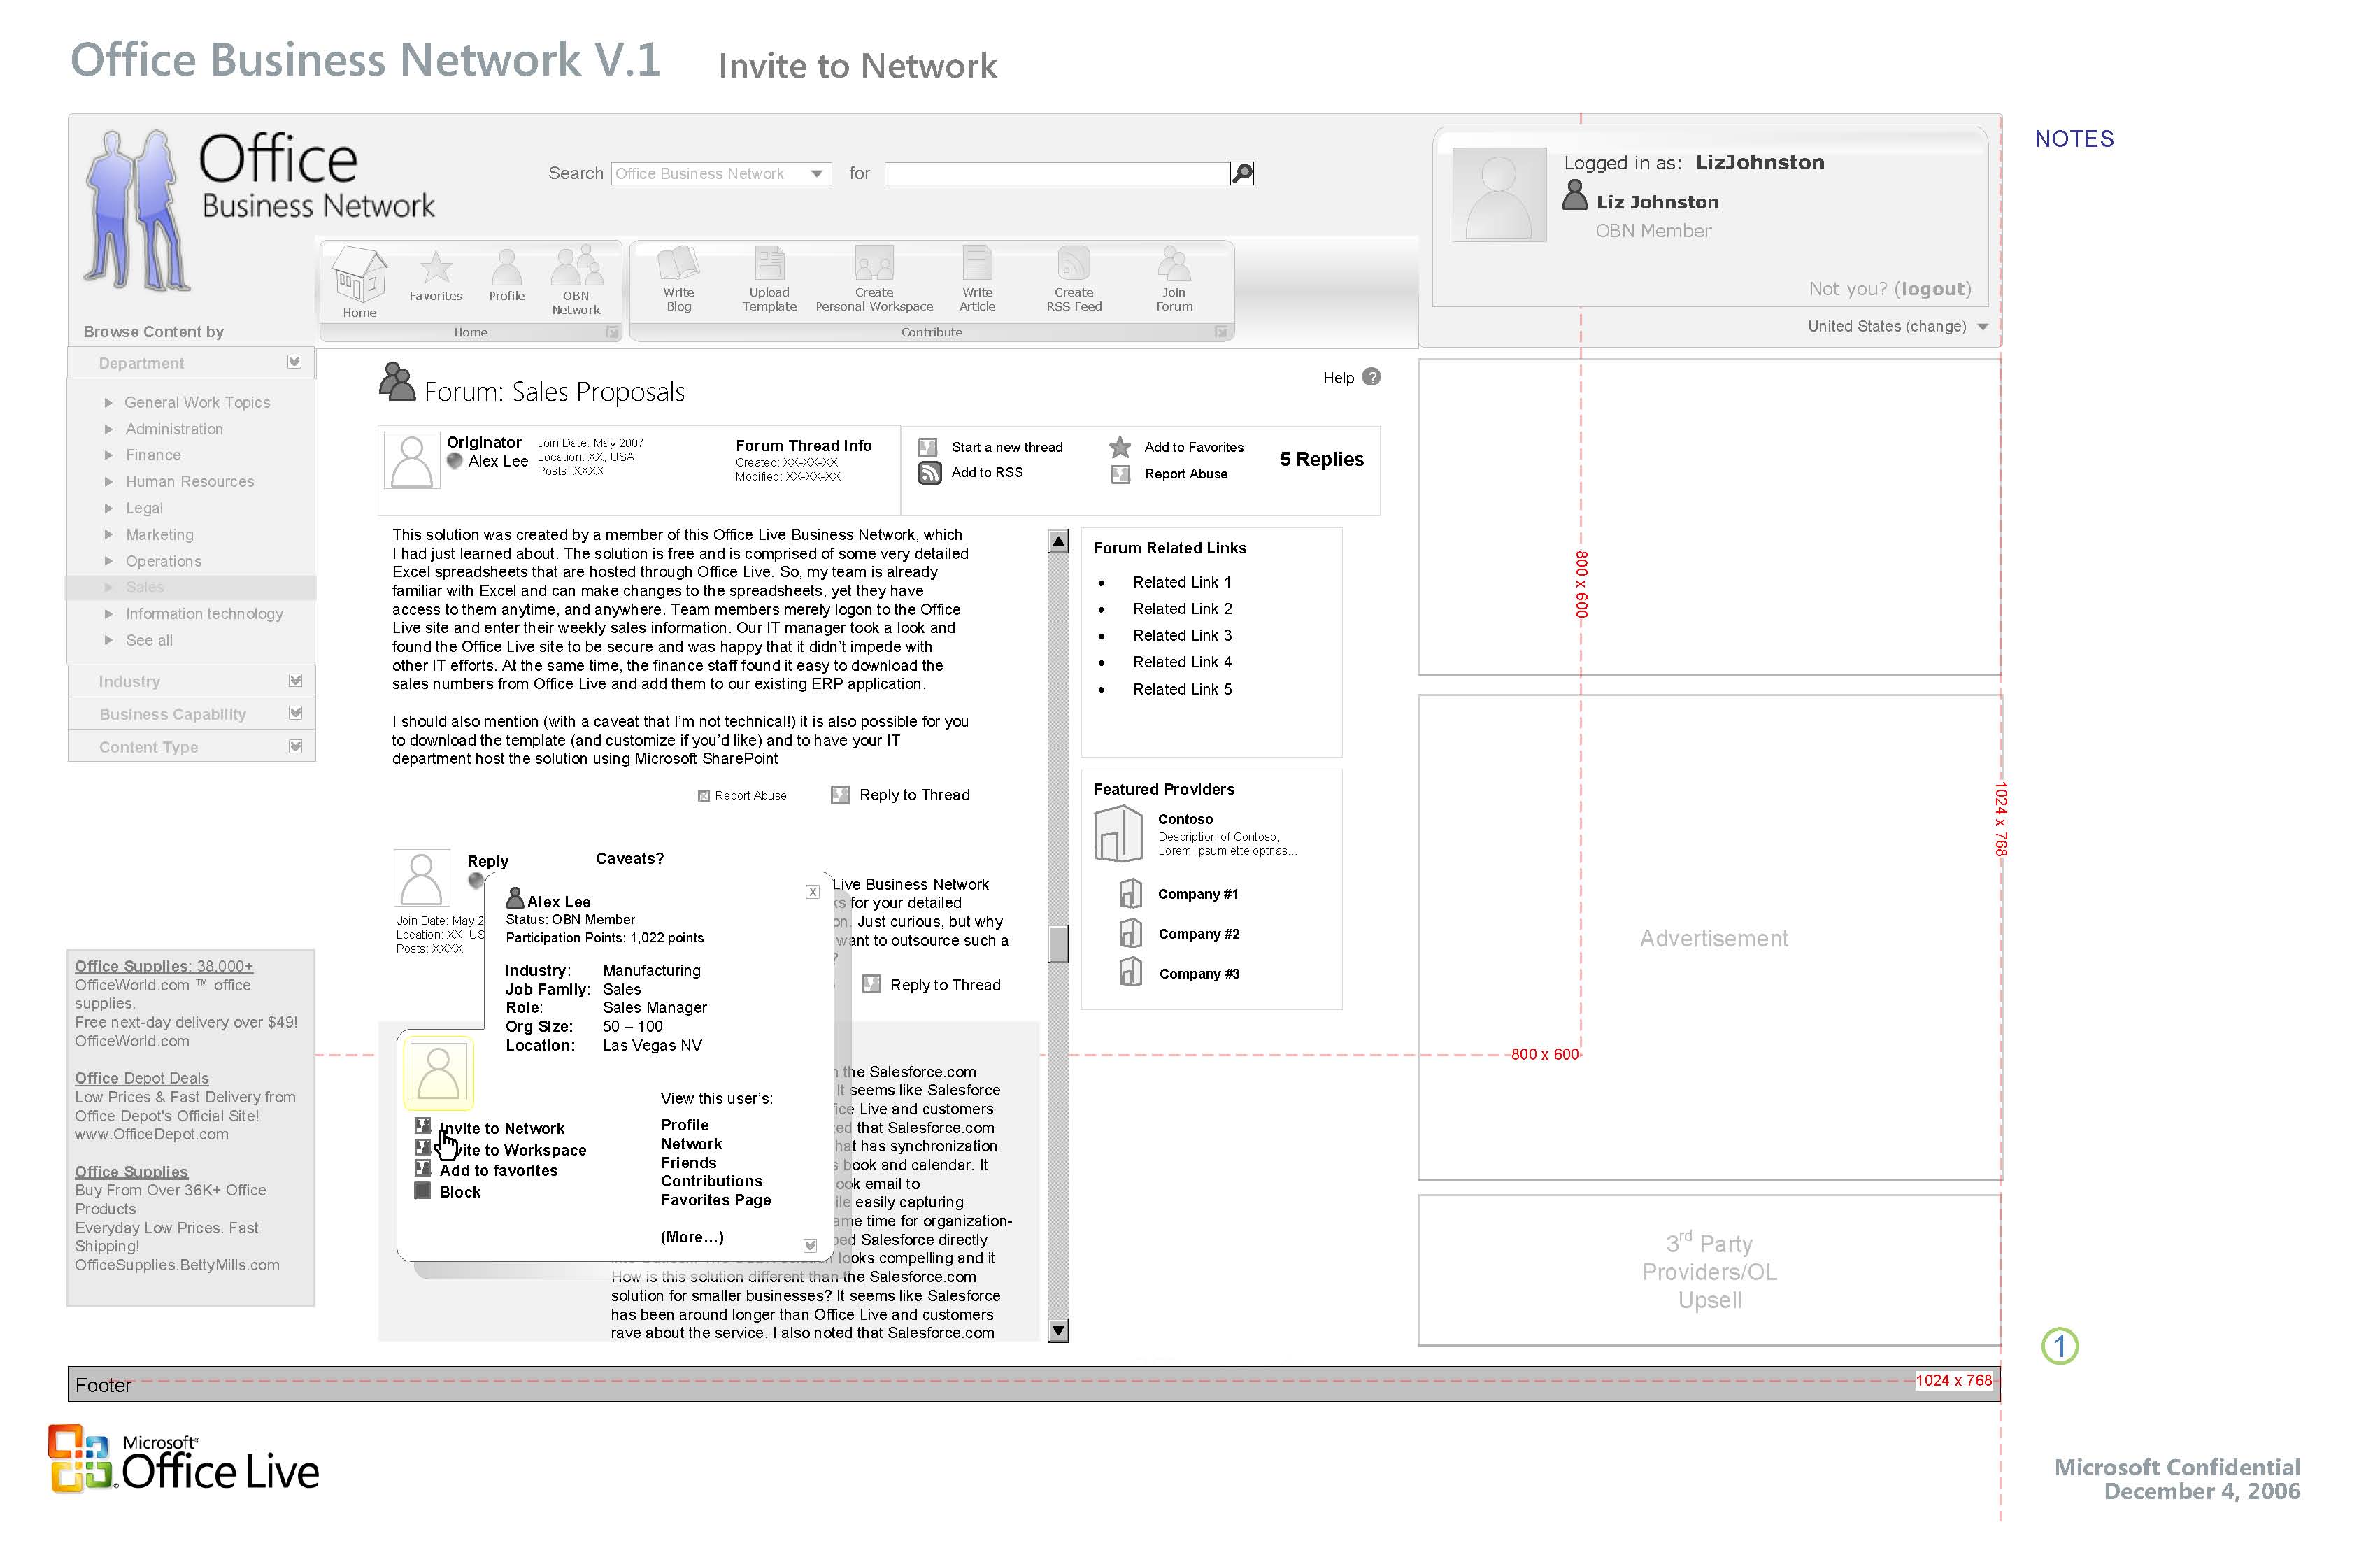 Office Business Network V.1 Invite to Network
NOTES
Office
Business Network
Search Office Business Network for
Logged in as: LizJohnston
Liz Johnston
OBN Member
Not you? (logout)
United States (change)
Home
Favorites
Profile
OBN
Network
Home
Write
Blog
Upload
Template
Create
Personal Workspace
Write
Article
Create
RSS Feed
Join
Forum
Contribute
Browse Content by
Department
General Work Topics
Administration
Finance
Human Resources
Legal
Marketing
Operations
Sales
Information technology
See all
Industry
Business Capability
Content Type
Office Supplies: 38,000+
OfficeWorld.com ™ office
supplies.
Free next-day delivery over $49!
OfficeWorld.com
Office Depot Deals
Low Prices & Fast Delivery from
Office Depot's Official Site!
www.OfficeDepot.com
Office Supplies
Buy From Over 36K+ Office
Products
Everyday Low Prices. Fast
Shipping!
OfficeSupplies.BettyMills.com
Forum: Sales Proposals
Help ?
Originator
Alex Lee
Join Date: May 2007
Location: XX, USA
Posts: XXXX
Forum Thread Info
Created: XX-XX-XX
Modified: XX-XX-XX
Start a new thread
Add to RSS
Add to Favorites
Report Abuse
5 Replies
This solution was created by a member of this Office Live Business Network, which
I had just learned about. The solution is free and is comprised of some very detailed
Excel spreadsheets that are hosted through Office Live. So, my team is already
familiar with Excel and can make changes to the spreadsheets, yet they have
access to them anytime, and anywhere. Team members merely logon to the Office
Live site and enter their weekly sales information. Our IT manager took a look and
found the Office Live site to be secure and was happy that it didn't impede with
other IT efforts. At the same time, the finance staff found it easy to download the
sales numbers from Office Live and add them to our existing ERP application.
I should also mention (with a caveat that I'm not technical!) it is also possible for you
to download the template (and customize if you'd like) and to have your IT
department host the solution using Microsoft SharePoint
Report Abuse
Reply to Thread
Reply
Caveats?
Join Date: May 2
Location: XX, US
Posts: XXXX
Live Business Network
for your detailed
Just curious, but why
want to outsource such a
?
Reply to Thread
X
Alex Lee
Status: OBN Member
Participation Points: 1,022 points
Industry: Manufacturing
Job Family: Sales
Role: Sales Manager
Org Size: 50 – 100
Location: Las Vegas NV
Invite to Network
vite to Workspace
Add to favorites
Block
View this user's:
Profile
Network
Friends
Contributions
Favorites Page
(More...)
the Salesforce.com
It seems like Salesforce
ice Live and customers
ed that Salesforce.com
hat has synchronization
s book and calendar. It
ook email to
ile easily capturing
ame time for organization-
ped Salesforce directly
looks compelling and it
How is this solution different than the Salesforce.com
solution for smaller businesses? It seems like Salesforce
has been around longer than Office Live and customers
rave about the service. I also noted that Salesforce.com
Forum Related Links
• Related Link 1
• Related Link 2
• Related Link 3
• Related Link 4
• Related Link 5
Featured Providers
Contoso
Description of Contoso,
Lorem Ipsum ette optrias...
Company #1
Company #2
Company #3
800 x 600
800 x 600
1024 x 768
Advertisement
3rd Party
Providers/OL
Upsell
1
Footer
1024 x 768
Microsoft®
Office Live
Microsoft Confidential
December 4, 2006